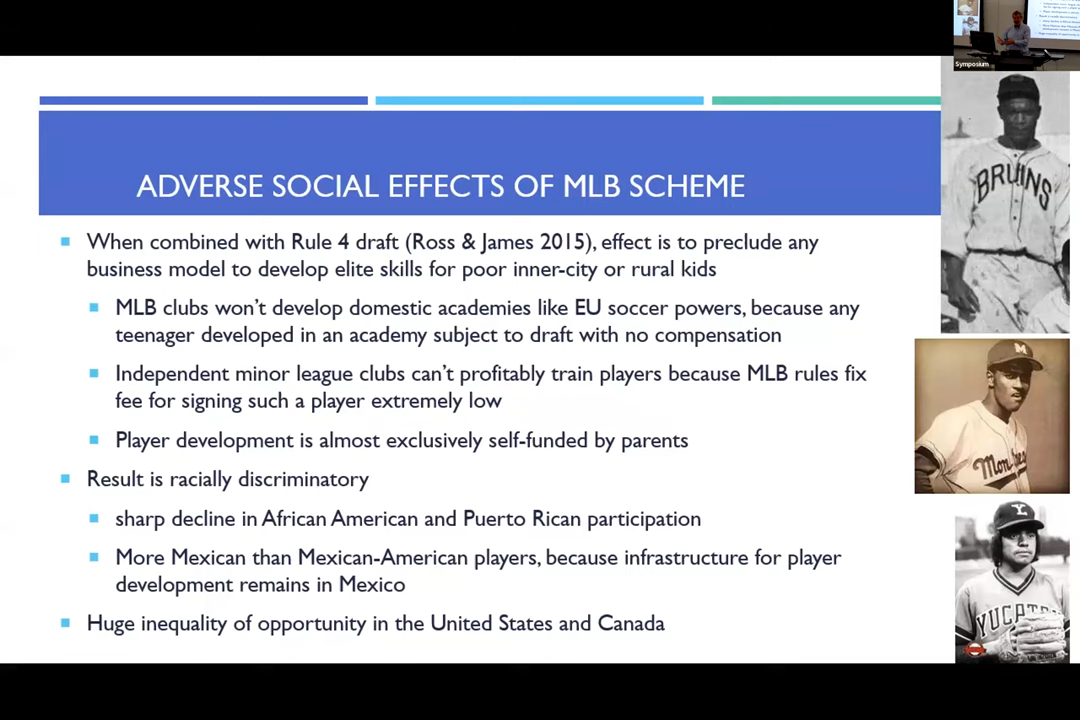 Symposium
ADVERSE SOCIAL EFFECTS OF MLB SCHEME
When combined with Rule 4 draft (Ross & James 2015), effect is to preclude any
business model to develop elite skills for poor inner-city or rural kids
MLB clubs won't develop domestic academies like EU soccer powers, because any
teenager developed in an academy subject to draft with no compensation
Independent minor league clubs can't profitably train players because MLB rules fix
fee for signing such a player extremely low
Player development is almost exclusively self-funded by parents
Result is racially discriminatory
sharp decline in African American and Puerto Rican participation
More Mexican than Mexican-American players, because infrastructure for player
development remains in Mexico
Huge inequality of opportunity in the United States and Canada
BRUINS
M
Y